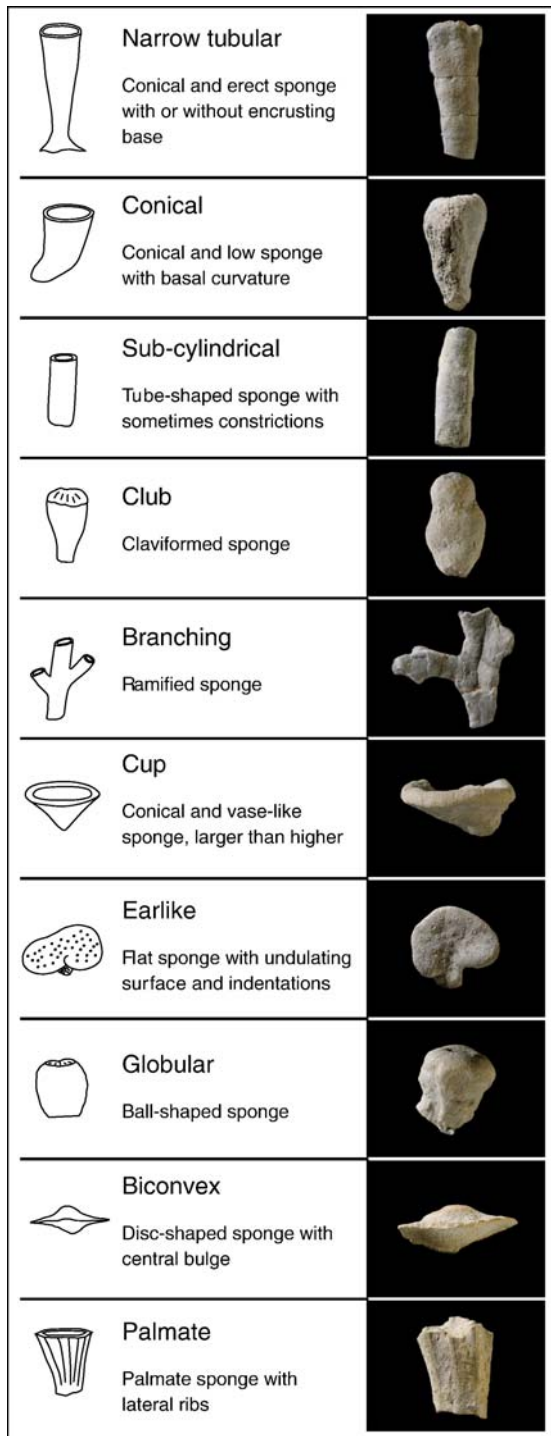 Narrow tubular
Conical and erect sponge
with or without encrusting
base
Conical
Conical and low sponge
with basal curvature
Sub-cylindrical
Tube-shaped sponge with
sometimes constrictions
Club
Claviformed sponge
Branching
Ramified sponge
Cup
Conical and vase-like
sponge, larger than higher
Earlike
Flat sponge with undulating
surface and indentations
Globular
Ball-shaped sponge
Biconvex
Disc-shaped sponge with
central bulge
Palmate
Palmate sponge with
lateral ribs